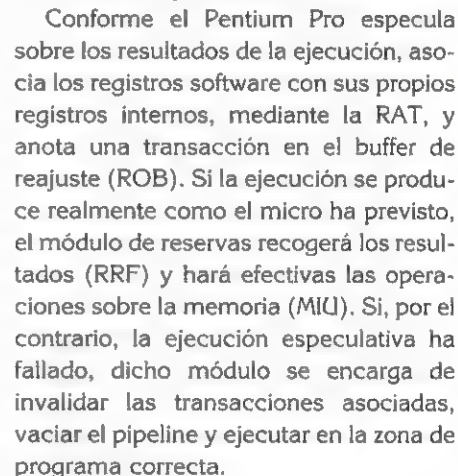 Conforme el Pentium Pro especula
sobre los resultados de la ejecución, aso-
cia los registros software con sus propios
registros internos, mediante la RAT, y
anota una transacción en el buffer de
reajuste (ROB). Si la ejecución se produ-
ce realmente como el micro ha previsto,
el módulo de reservas recogerá los resul-
tados (RRF) y hará efectivas las opera-
ciones sobre la memoria (MIU). Si, por el
contrario, la ejecución especulativa ha
fallado, dicho módulo se encarga de
invalidar las transacciones asociadas,
vaciar el pipeline y ejecutar en la zona de
programa correcta.